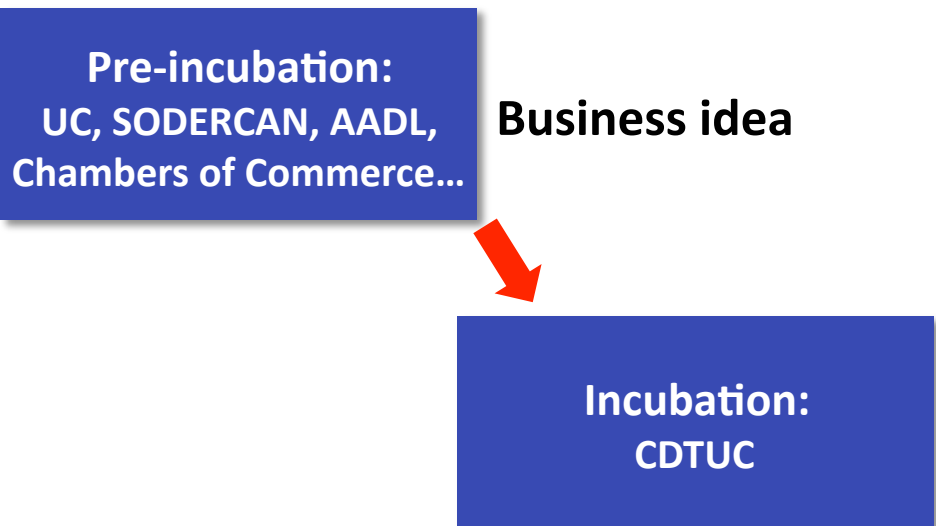 Pre-incubation:
UC, SODERCAN, AADL,
Chambers of Commerce…
Business idea
Incubation:
CDTUC